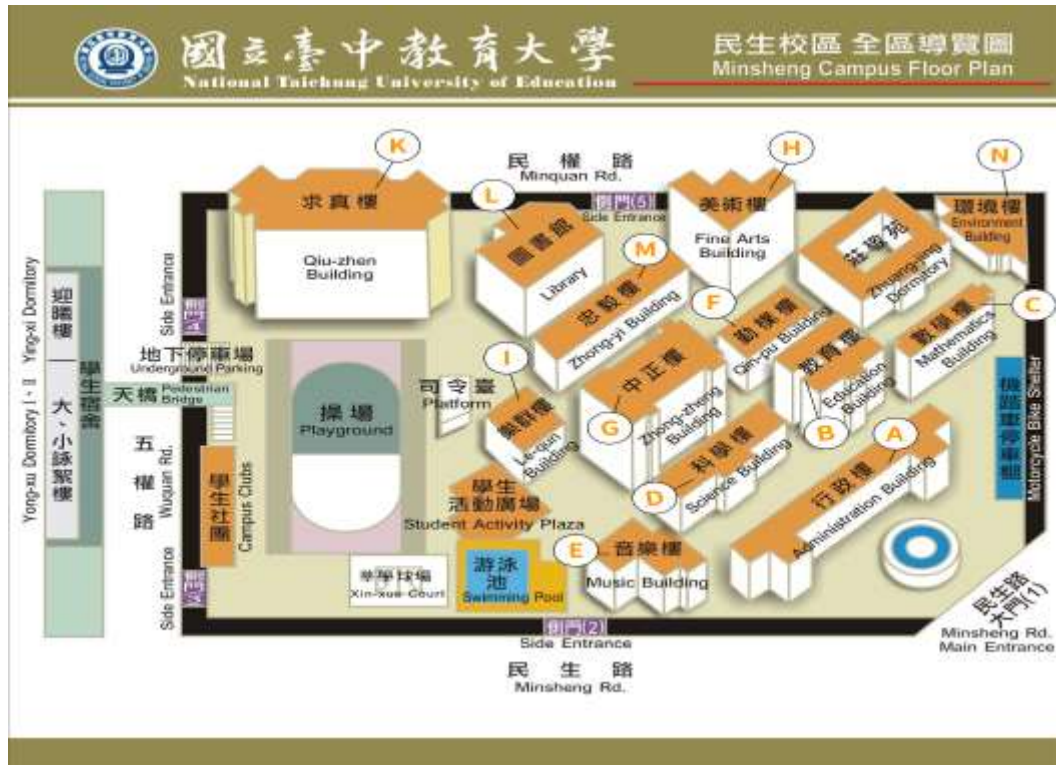 國立臺中教育大學
National Taichung University of Education
民生校區 全區導覽圖
Minsheng Campus Floor Plan
K
民權路
Minquan Rd.
H
N
求真樓
Qiu-zhen
Building
L
圖書館
Library
側門(5)
Side Entrance
美術樓
Fine Arts
Building
莊敬苑
Zhuang-jing
Dormitory
環境樓
Environment
Building
M
忠毅樓
Zhong-yi Building
F
勤樸樓
Qin-pu Building
C
數學樓
Mathematics
Building
Side Entrance
側門
迎曦樓
大、小詠絮樓
學生宿舍
Ying-xi Dormitory
Yong-xu Dormitory I、II
地下停車場
Underground Parking
天橋
Pedestrian
Bridge
操場
Playground
司令臺
Platform
I
樂群樓
Le-qun
Building
中正樓
Zhong-zheng
Building
G
教育樓
Education
Building
B
機踏車停車棚
Motorcycle Bike Shelter
五權路
Wuquan Rd.
學生社團
Campus Clubs
學生
活動廣場
Student Activity Plaza
科學樓
Science Building
D
A
行政樓
Administration Building
Side Entrance
側門
Xin-xue Court
游泳
池
Swimming Pool
E
音樂樓
Music Building
側門(2)
Side Entrance
民生路
Minsheng Rd.
民生路
大門(1)
Minsheng Rd.
Main Entrance